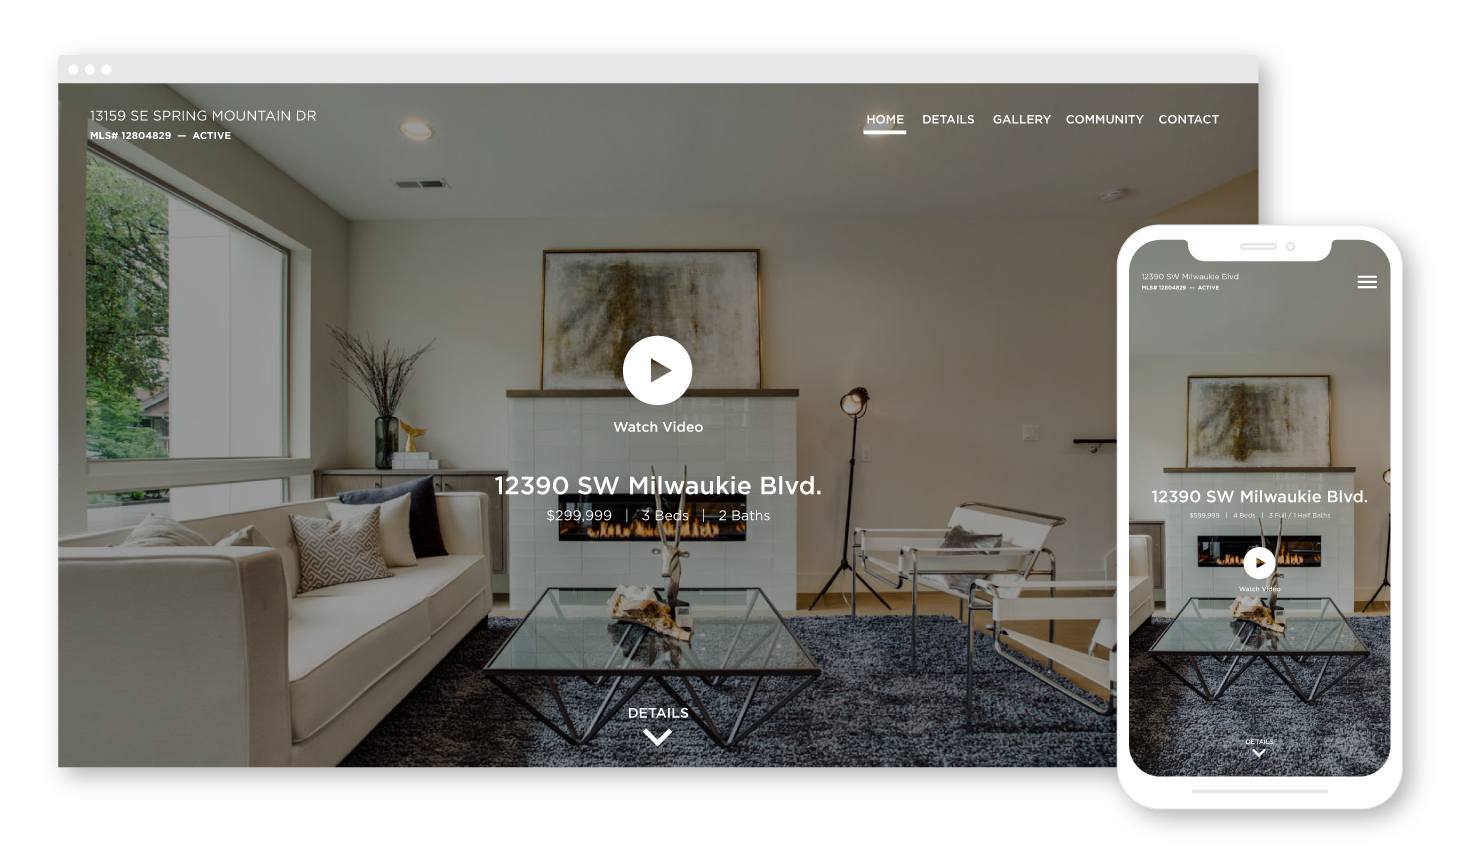 13159 SE SPRING MOUNTAIN DR
MLS# 12804829 — ACTIVE
HOME DETAILS GALLERY COMMUNITY CONTACT
Watch Video
12390 SW Milwaukie Blvd.
$299,999 | 3 Beds | 2 Baths
DETAILS
12390 SW Milwaukie Blvd
MLS# 12804829 — ACTIVE
12390 SW Milwaukie Blvd.
$599,999 | 4 Beds | 3 Full / 1 Half Baths
Watch Video
DETAILS